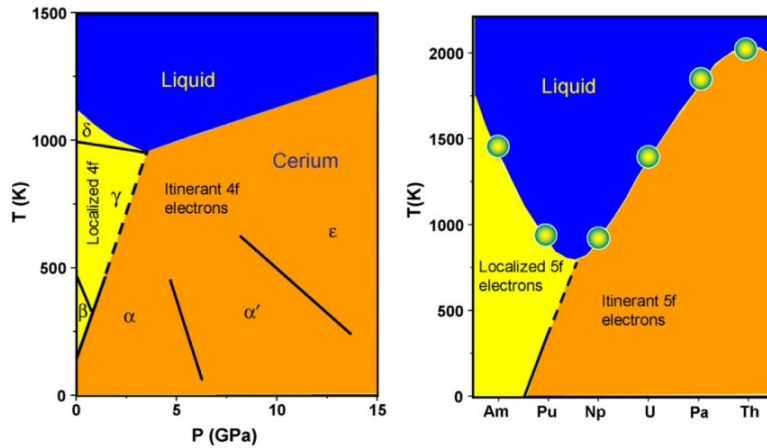 1500
1000
500
0
T (K)
Liquid
δ
Cerium
Localized 4f
γ
Itinerant 4f
electrons
ε
β
α
α′
0
5
10
15
P (GPa)
2000
1500
1000
750
500
0
T(K)
Liquid
Localized 5f
electrons
Itinerant 5f
electrons
Am
Pu
Np
U
Pa
Th